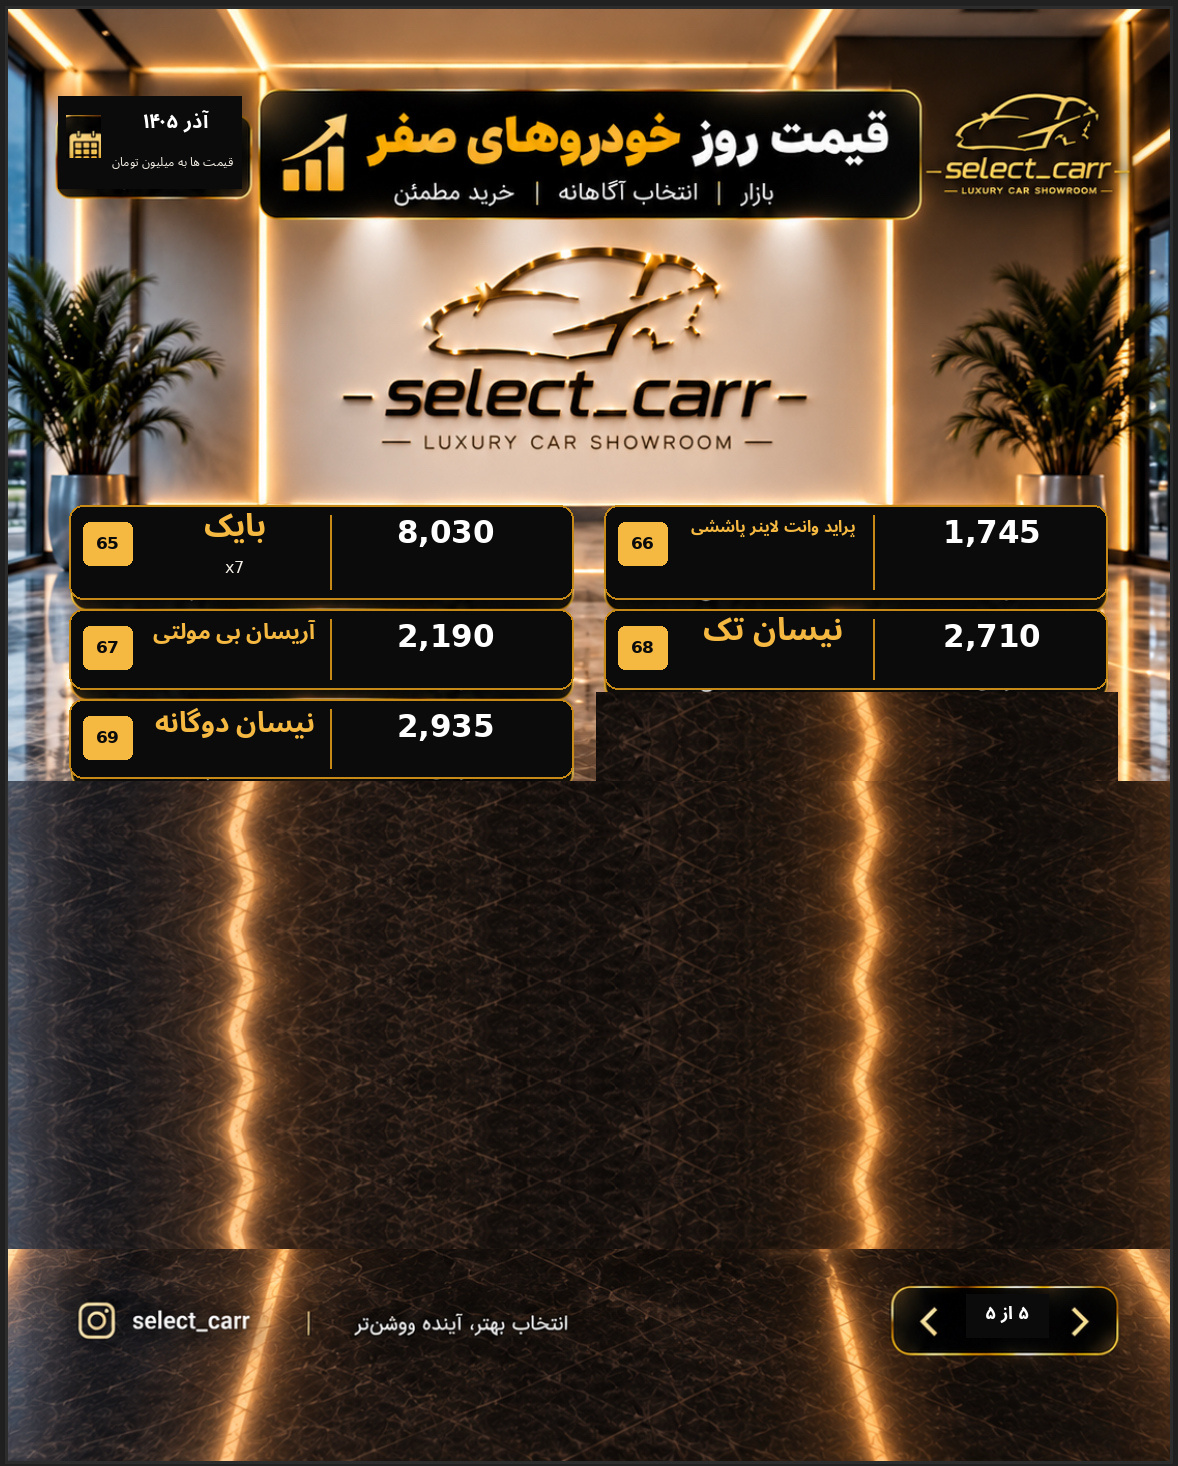 آذر ۱۴۰۵
قیمت ها به میلیون تومان
قیمت روز خودروهای صفر
بازار | انتخاب آگاهانه | خرید مطمئن
select_carr
LUXURY CAR SHOWROOM
select_carr
LUXURY CAR SHOWROOM
65 بایک 8,030
x7
66 پراید وانت لاینر پاششی 1,745
67 آریسان بی مولتی 2,190
68 نیسان تک 2,710
69 نیسان دوگانه 2,935
select_carr | انتخاب بهتر، آینده ووشن‌تر
۵ از ۵